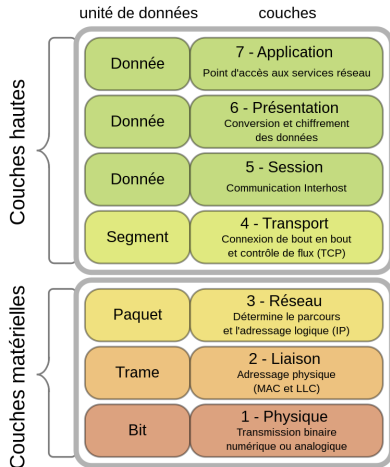 unité de données
couches
Couches hautes
Donnée
7 - Application
Point d'accès aux services réseau
Donnée
6 - Présentation
Conversion et chiffrement
des données
Donnée
5 - Session
Communication Interhost
Segment
4 - Transport
Connexion de bout en bout
et contrôle de flux (TCP)
Couches matérielles
Paquet
3 - Réseau
Détermine le parcours
et l'adressage logique (IP)
Trame
2 - Liaison
Adressage physique
(MAC et LLC)
Bit
1 - Physique
Transmission binaire
numérique ou analogique